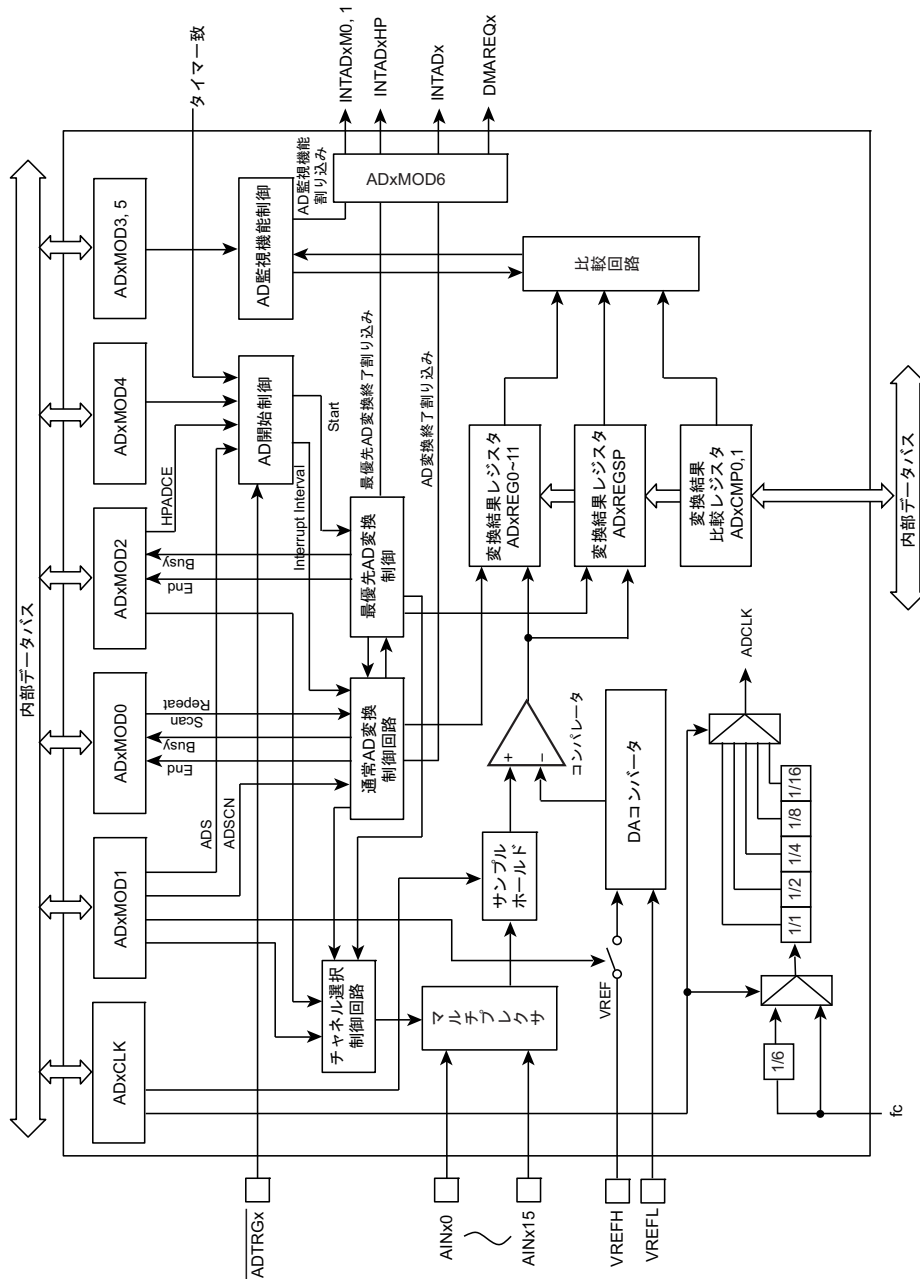 内部データバス
ADxCLK
ADxMOD1
ADxMOD0
ADxMOD2
ADxMOD4
ADxMOD3, 5
タイマー致
ADS
ADSCN
End
Busy
Scan
Repeat
End
Busy
HPADCE
AD開始制御
AD監視機能制御
AD監視機能
割り込み
Interrupt Interval
Start
ADxMOD6
INTADxM0, 1
INTADxHP
INTADx
DMAREQx
最優先AD変換終了割り込み
AD変換終了割り込み
チャネル選択
制御回路
通常AD変換
制御回路
最優先AD変換
制御
ADTRGx
AINx0
AINx15
マルチプレクサ
サンプル
ホールド
+
−
コンパレータ
変換結果レジスタ
ADxREG0~11
変換結果レジスタ
ADxREGSP
変換結果
比較レジスタ
ADxCMP0,1
比較回路
VREFH
VREFL
VREF
DAコンバータ
fc
1/6
1/1
1/2
1/4
1/8
1/16
ADCLK
内部データバス